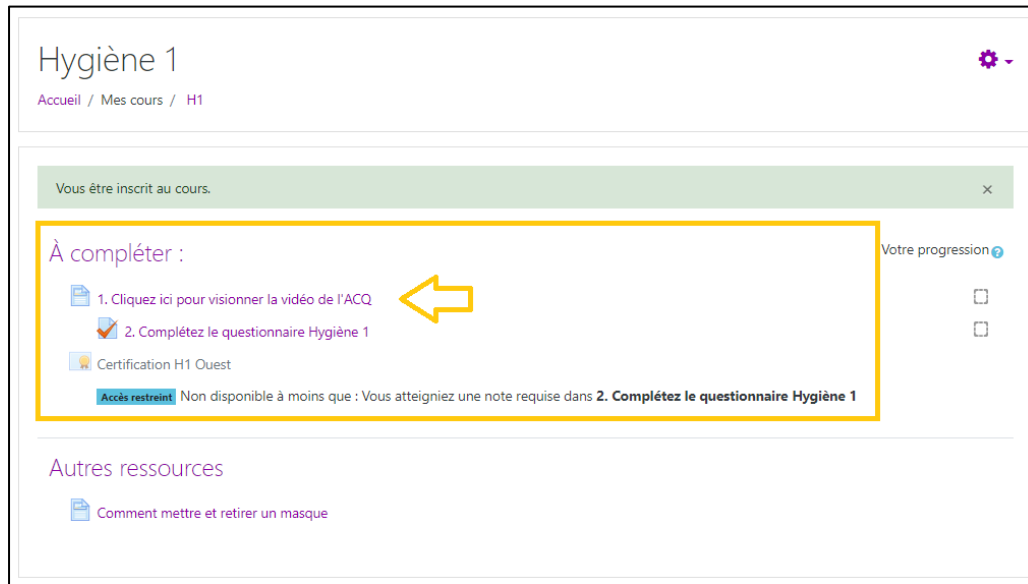 Hygiène 1
Accueil / Mes cours / H1
Vous être inscrit au cours.
×
À compléter :
Votre progression
1. Cliquez ici pour visionner la vidéo de l'ACQ
2. Complétez le questionnaire Hygiène 1
Certification H1 Ouest
Accès restreint Non disponible à moins que : Vous atteigniez une note requise dans 2. Complétez le questionnaire Hygiène 1
Autres ressources
Comment mettre et retirer un masque